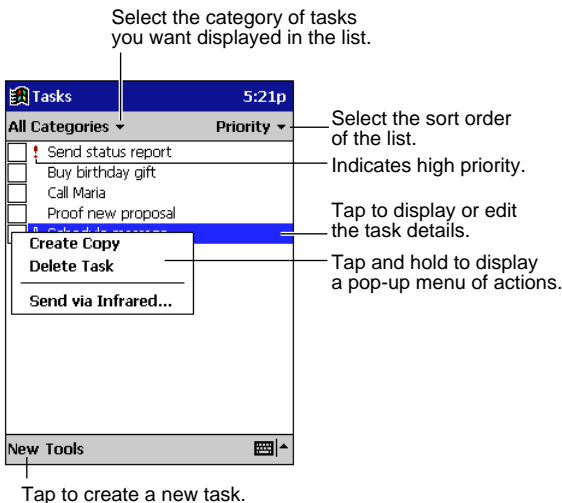 Select the category of tasks
you want displayed in the list.
Tasks 5:21p
All Categories Priority
Select the sort order
of the list.
! Send status report
Indicates high priority.
Buy birthday gift
Call Maria
Proof new proposal
Tap to display or edit
the task details.
Create Copy
Delete Task
Tap and hold to display
a pop-up menu of actions.
Send via Infrared...
New Tools
Tap to create a new task.